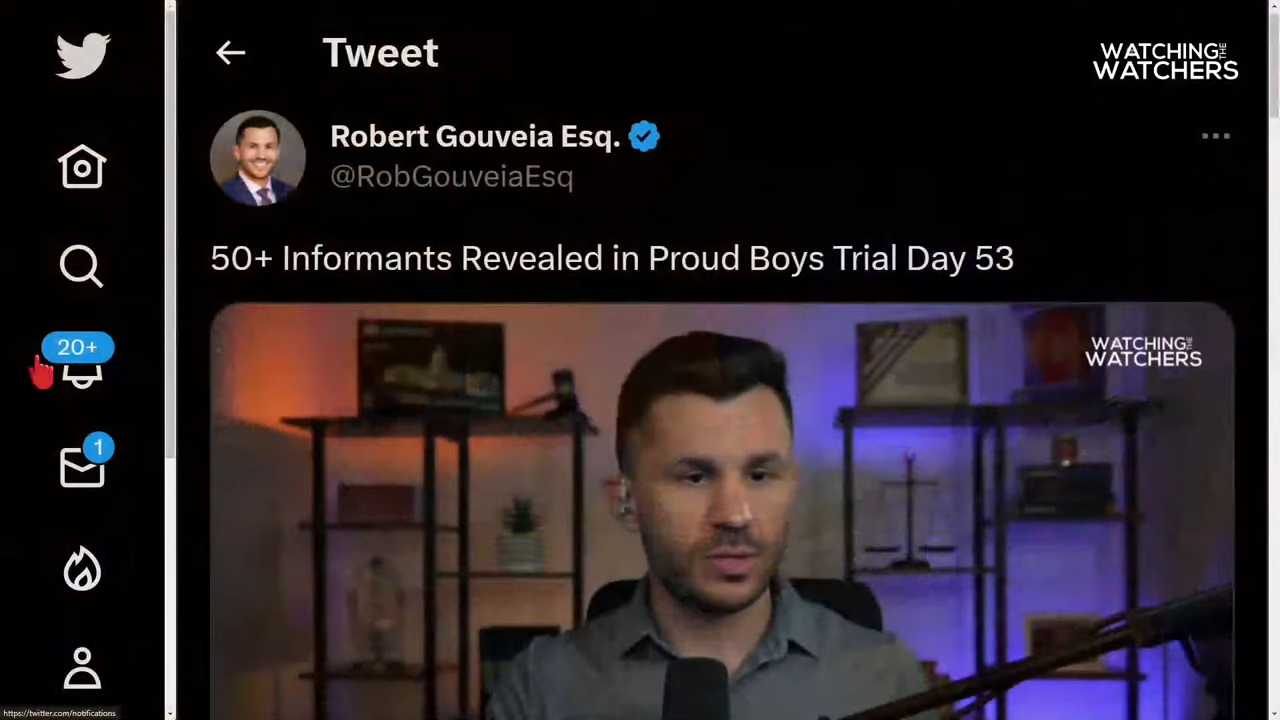 Tweet
WATCHING THE
WATCHERS
Robert Gouveia Esq.
@RobGouveiaEsq
50+ Informants Revealed in Proud Boys Trial Day 53
20+
WATCHING THE
WATCHERS
1
https://twitter.com/notifications